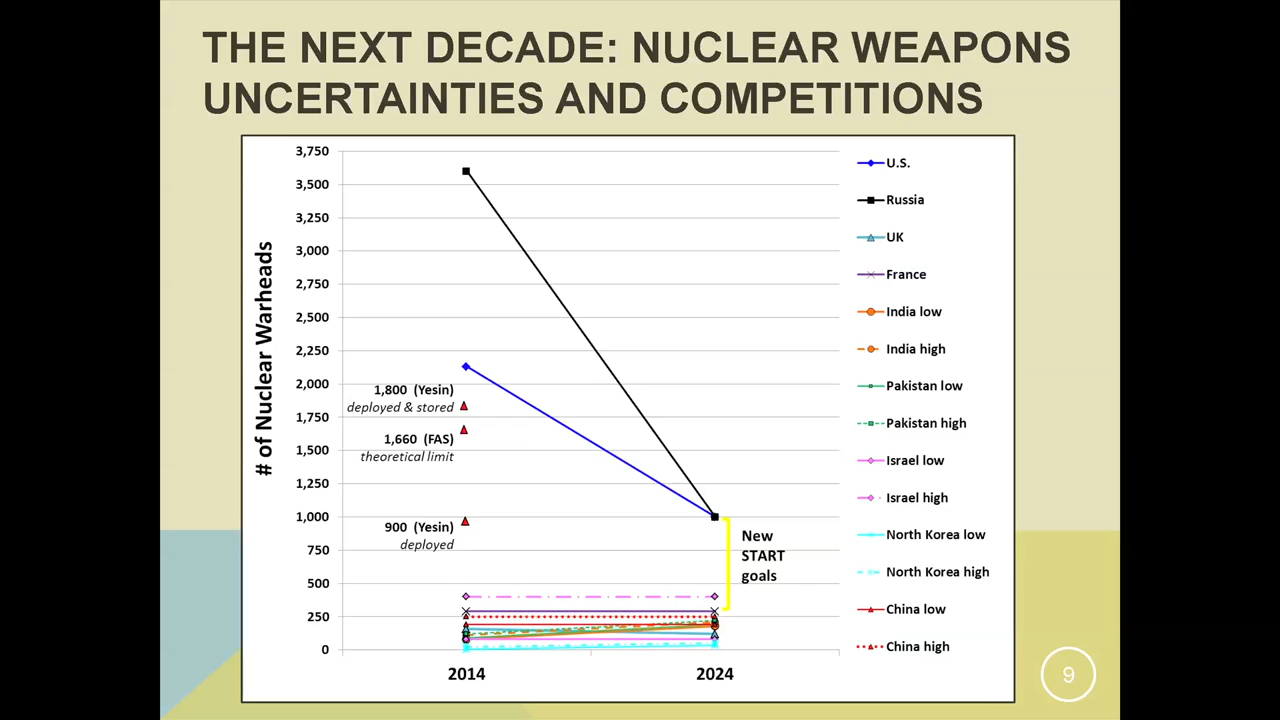 THE NEXT DECADE: NUCLEAR WEAPONS
UNCERTAINTIES AND COMPETITIONS
# of Nuclear Warheads
3,750
3,500
3,250
3,000
2,750
2,500
2,250
2,000
1,750
1,500
1,250
1,000
750
500
250
0
1,800 (Yesin)
deployed & stored
1,660 (FAS)
theoretical limit
900 (Yesin)
deployed
New
START
goals
2014
2024
U.S.
Russia
UK
France
India low
India high
Pakistan low
Pakistan high
Israel low
Israel high
North Korea low
North Korea high
China low
China high
9